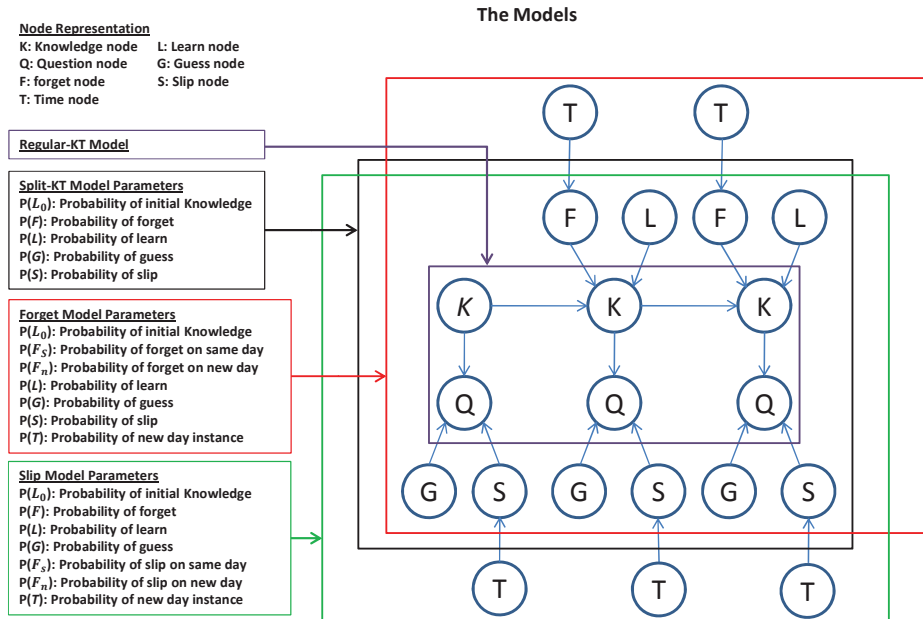 The Models
Node Representation
K: Knowledge node L: Learn node
Q: Question node G: Guess node
F: forget node S: Slip node
T: Time node
Regular-KT Model
Split-KT Model Parameters
P(L₀): Probability of initial Knowledge
P(F): Probability of forget
P(L): Probability of learn
P(G): Probability of guess
P(S): Probability of slip
Forget Model Parameters
P(L₀): Probability of initial Knowledge
P(F_S): Probability of forget on same day
P(F_n): Probability of forget on new day
P(L): Probability of learn
P(G): Probability of guess
P(S): Probability of slip
P(T): Probability of new day instance
Slip Model Parameters
P(L₀): Probability of initial Knowledge
P(F): Probability of forget
P(L): Probability of learn
P(G): Probability of guess
P(F_s): Probability of slip on same day
P(F_n): Probability of slip on new day
P(T): Probability of new day instance
T T
F L F L
K K K
Q Q Q
G S G S G S
T T T